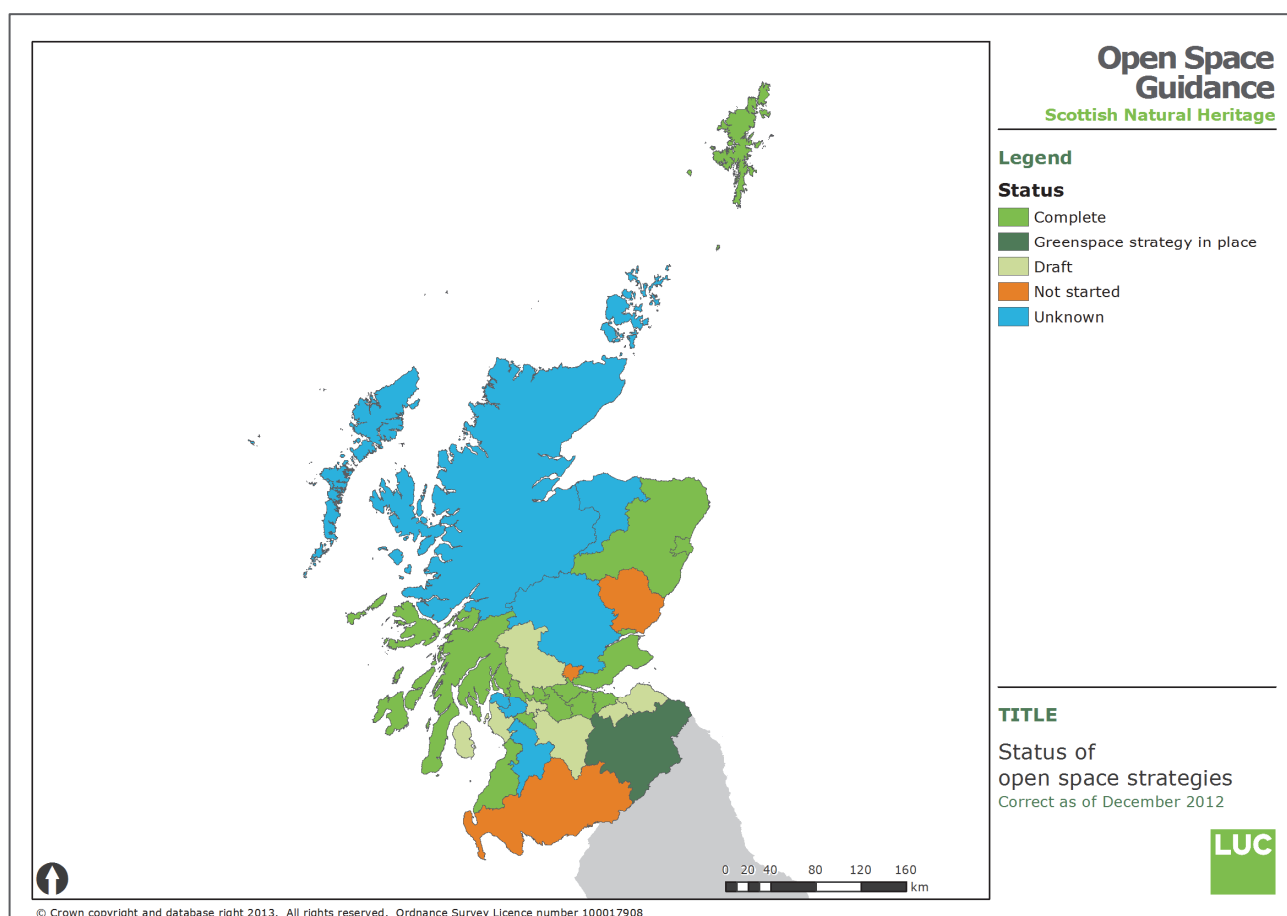 Open Space
Guidance
Scottish Natural Heritage
Legend
Status
Complete
Greenspace strategy in place
Draft
Not started
Unknown
TITLE
Status of
open space strategies
Correct as of December 2012
LUC
0 20 40 80 120 160
km
© Crown copyright and database right 2013. All rights reserved. Ordnance Survey Licence number 100017908